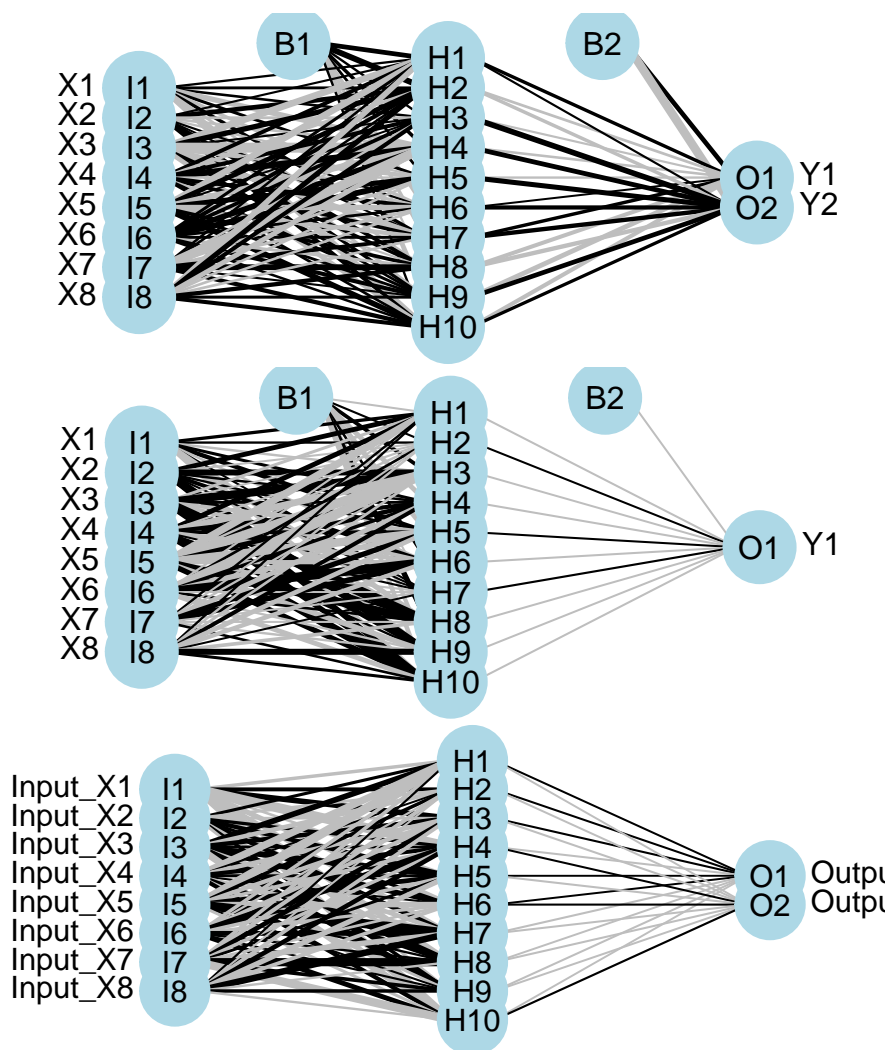 B1 B2
H1
X1 I1 H2
X2 I2 H3
X3 I3 H4
X4 I4 H5 O1 Y1
X5 I5 H6 O2 Y2
X6 I6 H7
X7 I7 H8
X8 I8 H9
H10
B1 B2
H1
X1 I1 H2
X2 I2 H3
X3 I3 H4
X4 I4 H5 O1 Y1
X5 I5 H6
X6 I6 H7
X7 I7 H8
X8 I8 H9
H10
H1
Input_X1 I1 H2
Input_X2 I2 H3
Input_X3 I3 H4
Input_X4 I4 H5 O1 Outpu
Input_X5 I5 H6 O2 Outpu
Input_X6 I6 H7
Input_X7 I7 H8
Input_X8 I8 H9
H10